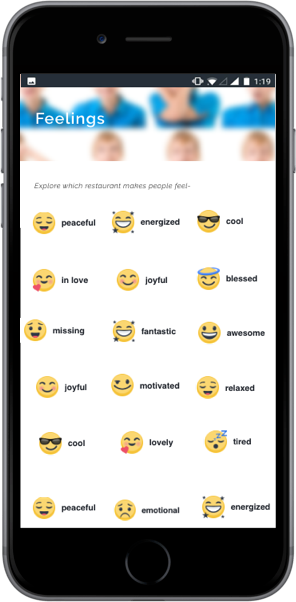 1:19
Feelings
Explore which restaurant makes people feel-
peaceful energized cool
in love joyful blessed
missing fantastic awesome
joyful motivated relaxed
cool lovely tired
peaceful emotional energized